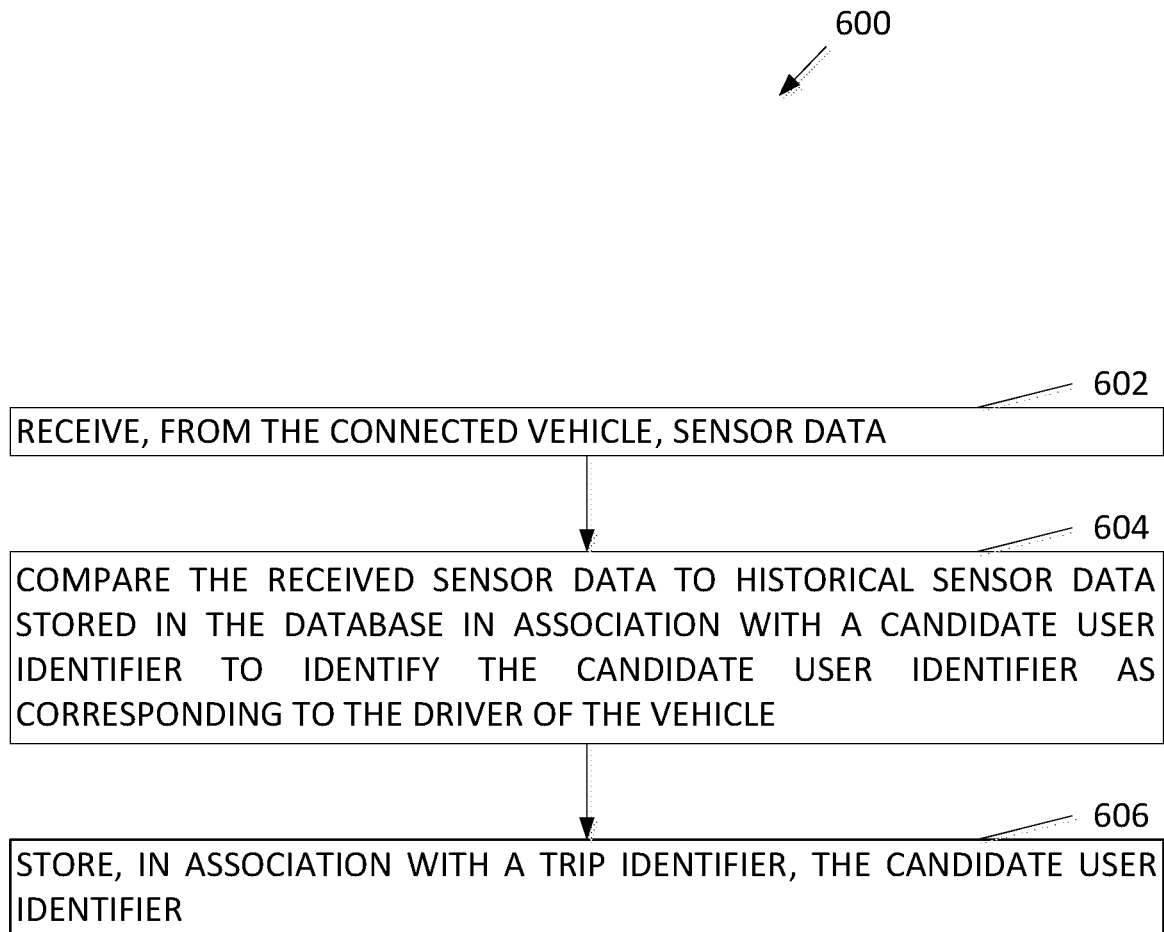 600
602
RECEIVE, FROM THE CONNECTED VEHICLE, SENSOR DATA
604
COMPARE THE RECEIVED SENSOR DATA TO HISTORICAL SENSOR DATA
STORED IN THE DATABASE IN ASSOCIATION WITH A CANDIDATE USER
IDENTIFIER TO IDENTIFY THE CANDIDATE USER IDENTIFIER AS
CORRESPONDING TO THE DRIVER OF THE VEHICLE
606
STORE, IN ASSOCIATION WITH A TRIP IDENTIFIER, THE CANDIDATE USER
IDENTIFIER